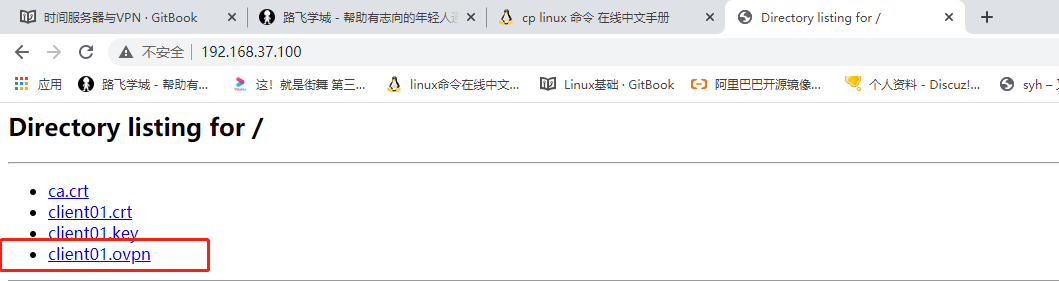 时间服务器与VPN · GitBook
路飞学城 - 帮助有志向的年轻人
cp linux 命令 在线中文手册
Directory listing for /
不安全 | 192.168.37.100
应用
路飞学城 - 帮助有...
这！就是街舞 第三...
linux命令在线中文...
Linux基础 · GitBook
阿里巴巴开源镜像...
个人资料 - Discuz!...
syh –
Directory listing for /
ca.crt
client01.crt
client01.key
client01.ovpn